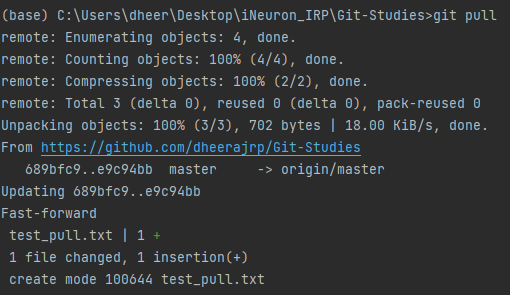 (base) C:\Users\dheer\Desktop\iNeuron_IRP\Git-Studies>git pull
remote: Enumerating objects: 4, done.
remote: Counting objects: 100% (4/4), done.
remote: Compressing objects: 100% (2/2), done.
remote: Total 3 (delta 0), reused 0 (delta 0), pack-reused 0
Unpacking objects: 100% (3/3), 702 bytes | 18.00 KiB/s, done.
From https://github.com/dheerajrp/Git-Studies
   689bfc9..e9c94bb  master     -> origin/master
Updating 689bfc9..e9c94bb
Fast-forward
 test_pull.txt | 1 +
 1 file changed, 1 insertion(+)
 create mode 100644 test_pull.txt